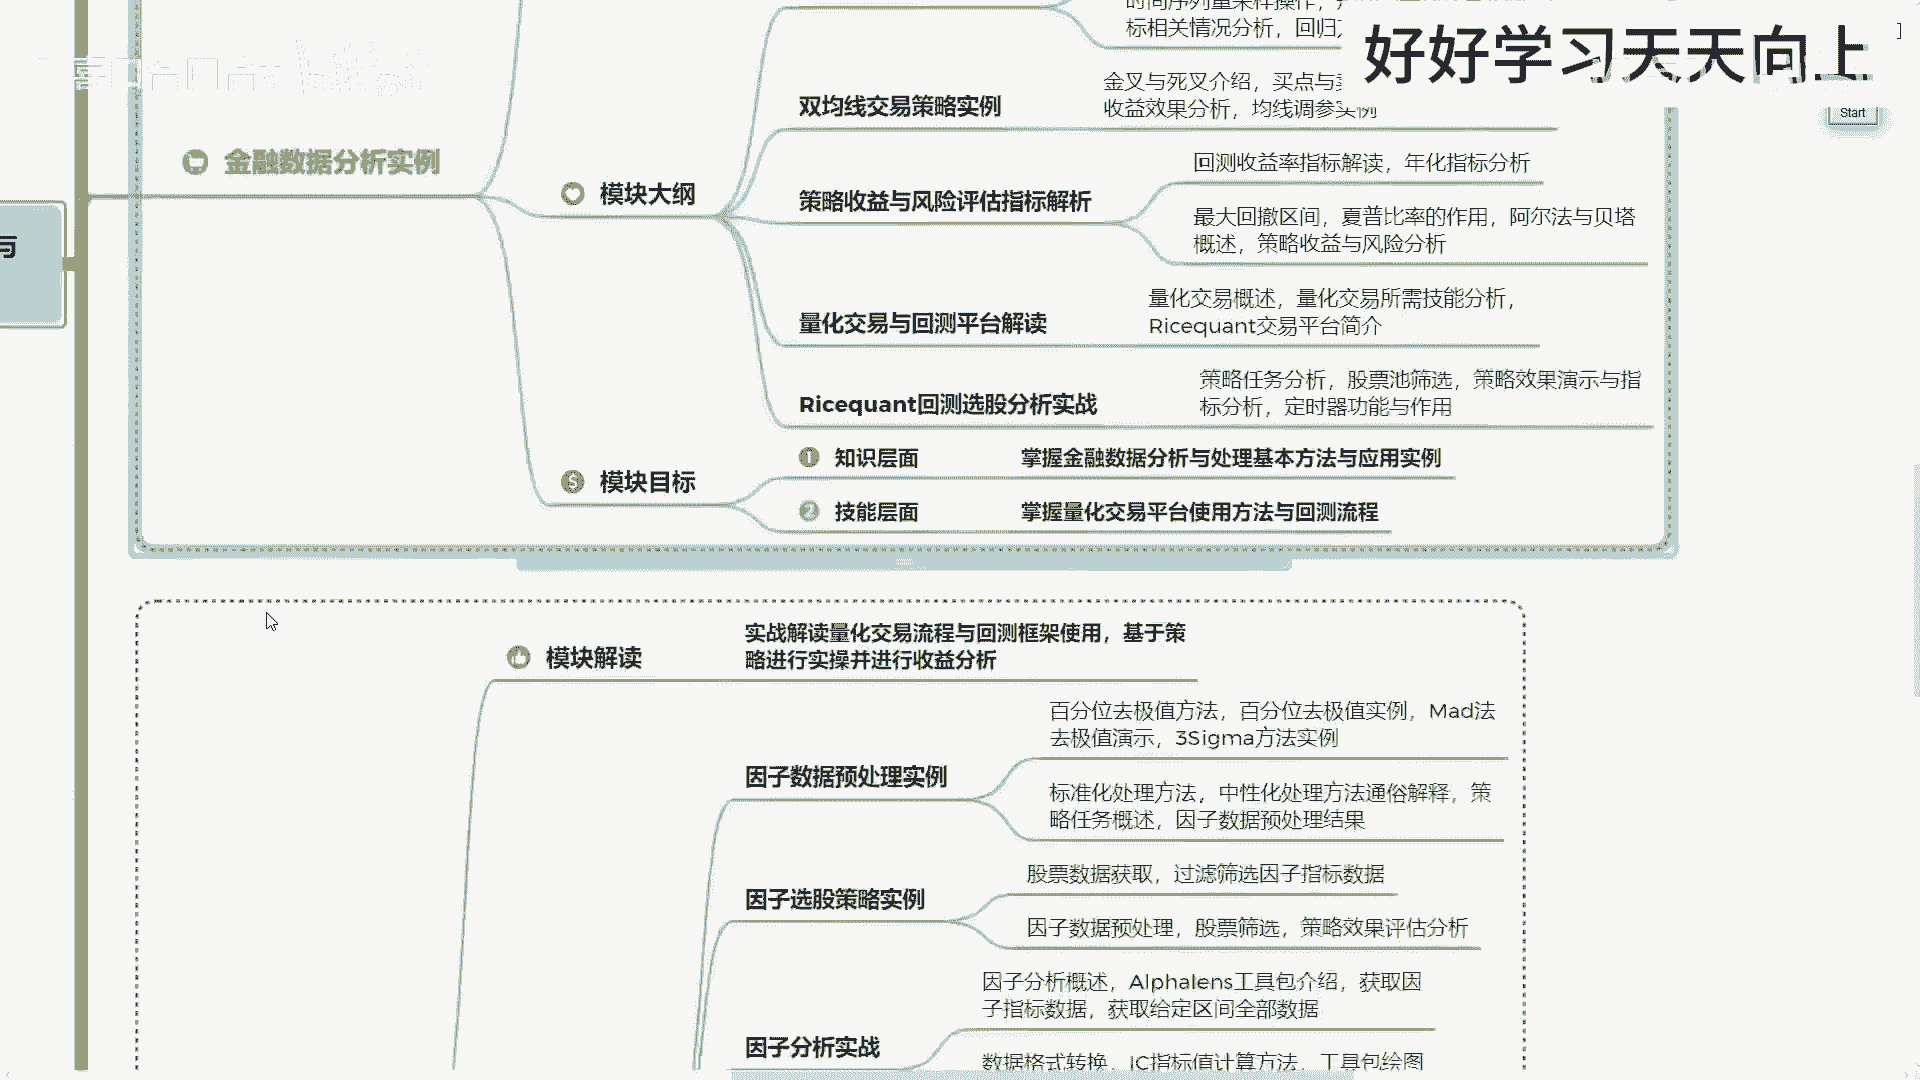 标相关情况分析，回归
好好学习天天向上
金叉与死叉介绍，买点与
收益效果分析，均线调参实例
双均线交易策略实例
Start
金融数据分析实例
模块大纲
回测收益率指标解读，年化指标分析
策略收益与风险评估指标解析
最大回撤区间，夏普比率的作用，阿尔法与贝塔
概述，策略收益与风险分析
与
量化交易概述，量化交易所需技能分析，
Ricequant交易平台简介
量化交易与回测平台解读
策略任务分析，股票池筛选，策略效果演示与指
标分析，定时器功能与作用
Ricequant回测选股分析实战
模块目标
1 知识层面 掌握金融数据分析与处理基本方法与应用实例
2 技能层面 掌握量化交易平台使用方法与回测流程
模块解读
实战解读量化交易流程与回测框架使用，基于策
略进行实操并进行收益分析
百分位去极值方法，百分位去极值实例，Mad法
去极值演示，3Sigma方法实例
因子数据预处理实例
标准化处理方法，中性化处理方法通俗解释，策
略任务概述，因子数据预处理结果
股票数据获取，过滤筛选因子指标数据
因子选股策略实例
因子数据预处理，股票筛选，策略效果评估分析
因子分析概述，Alphalens工具包介绍，获取因
子指标数据，获取给定区间全部数据
因子分析实战
数据格式转换，IC指标值计算方法，工具包绘图